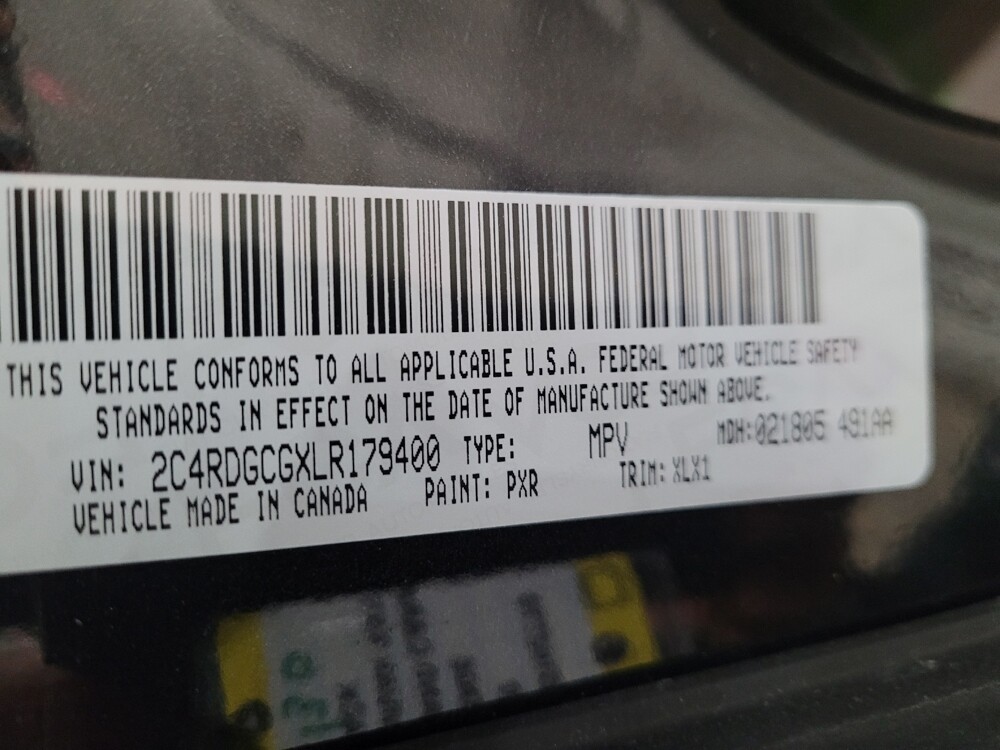 THIS VEHICLE CONFORMS TO ALL APPLICABLE U.S.A. FEDERAL MOTOR VEHICLE SAFETY
STANDARDS IN EFFECT ON THE DATE OF MANUFACTURE SHOWN ABOVE.
VIN: 2C4RDGCGXLR179400 TYPE: MPV MDH:021805 491AA
VEHICLE MADE IN CANADA PAINT: PXR TRIM: XLX1